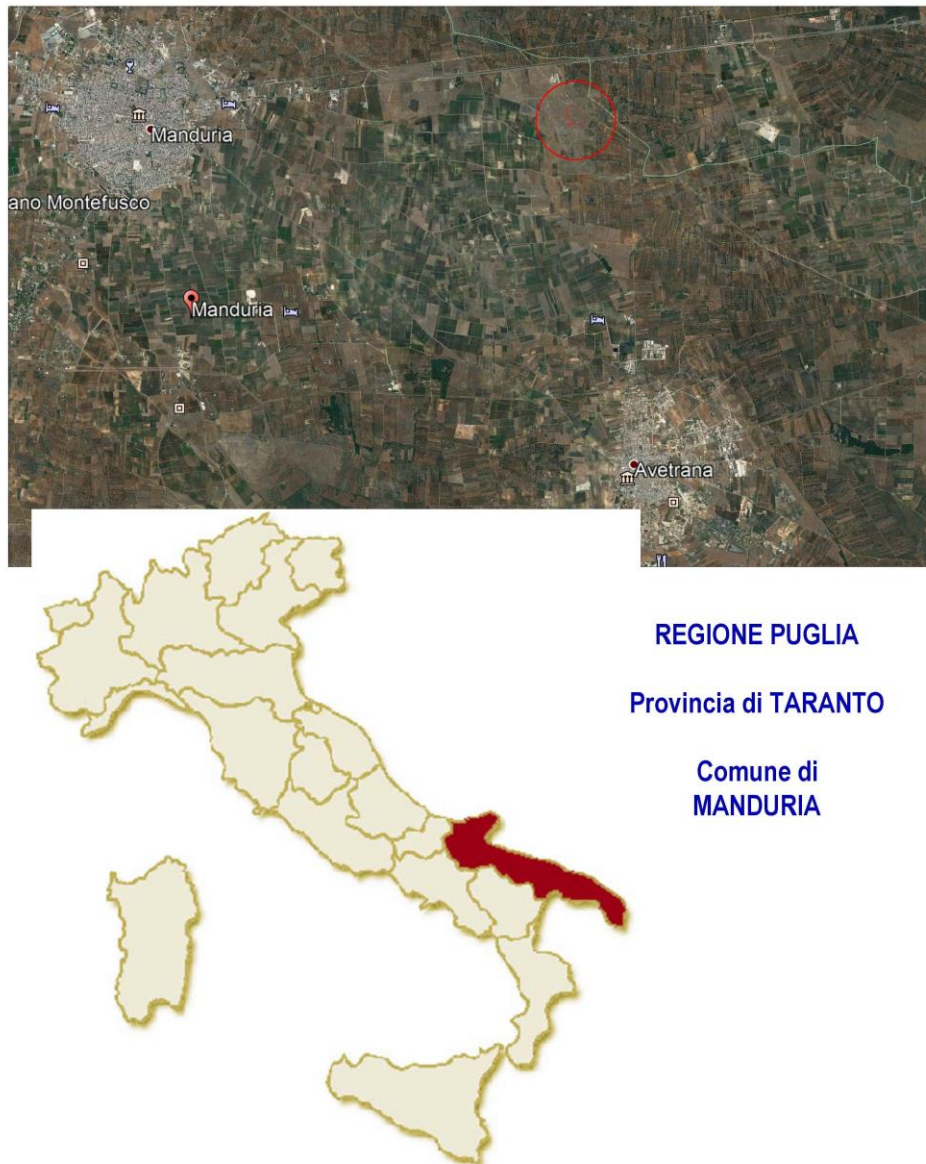 Manduria
ano Montefusco
Manduria
Avetrana
REGIONE PUGLIA
Provincia di TARANTO
Comune di
MANDURIA